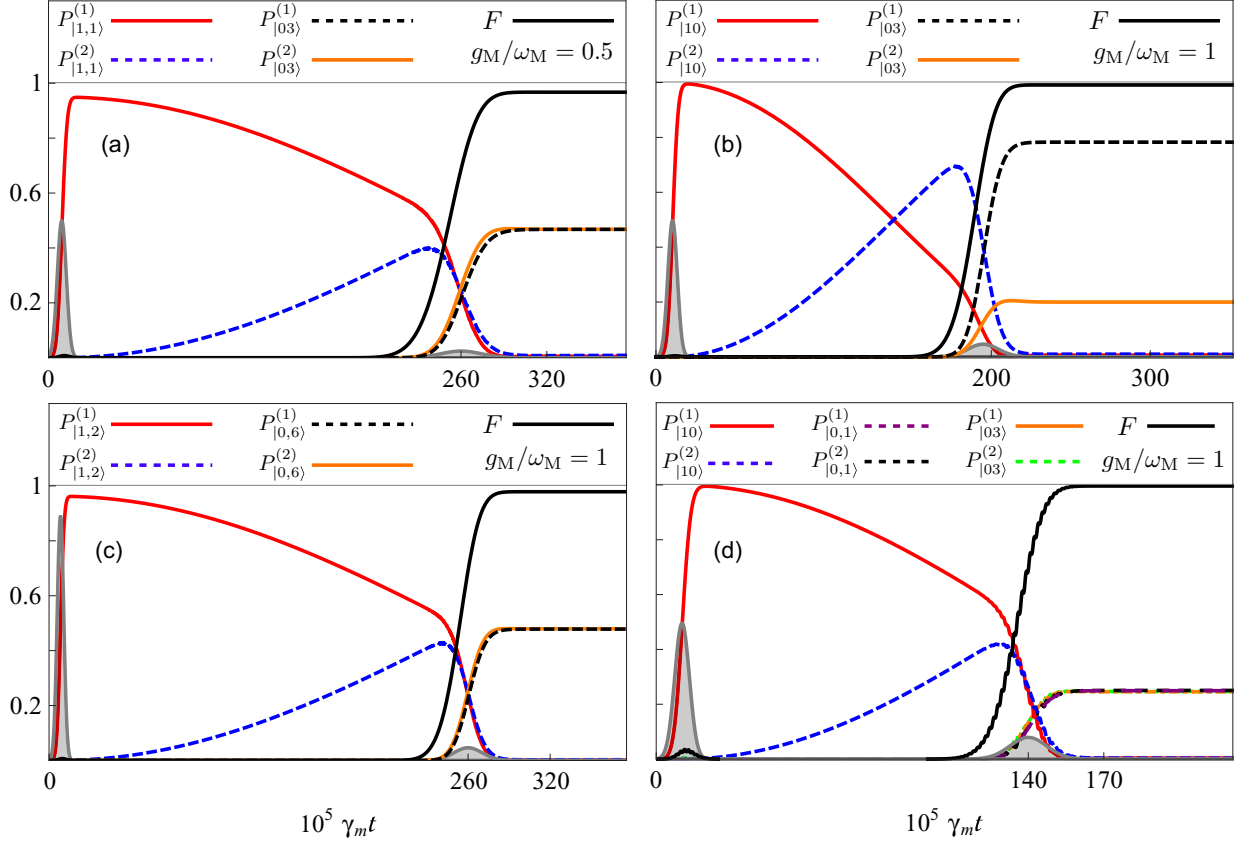 P^{(1)}_{|1,1⟩} P^{(1)}_{|03⟩} F
P^{(2)}_{|1,1⟩} P^{(2)}_{|03⟩} g_M/ω_M = 0.5
P^{(1)}_{|10⟩} P^{(1)}_{|03⟩} F
P^{(2)}_{|10⟩} P^{(2)}_{|03⟩} g_M/ω_M = 1
1
(a)
(b)
0.6
0.2
0 260 320
0 200 300
P^{(1)}_{|1,2⟩} P^{(1)}_{|0,6⟩} F
P^{(2)}_{|1,2⟩} P^{(2)}_{|0,6⟩} g_M/ω_M = 1
P^{(1)}_{|10⟩} P^{(1)}_{|0,1⟩} P^{(1)}_{|03⟩} F
P^{(2)}_{|10⟩} P^{(2)}_{|0,1⟩} P^{(2)}_{|03⟩} g_M/ω_M = 1
1
(c)
(d)
0.6
0.2
0 260 320
0 140 170
10^5 γ_m t
10^5 γ_m t